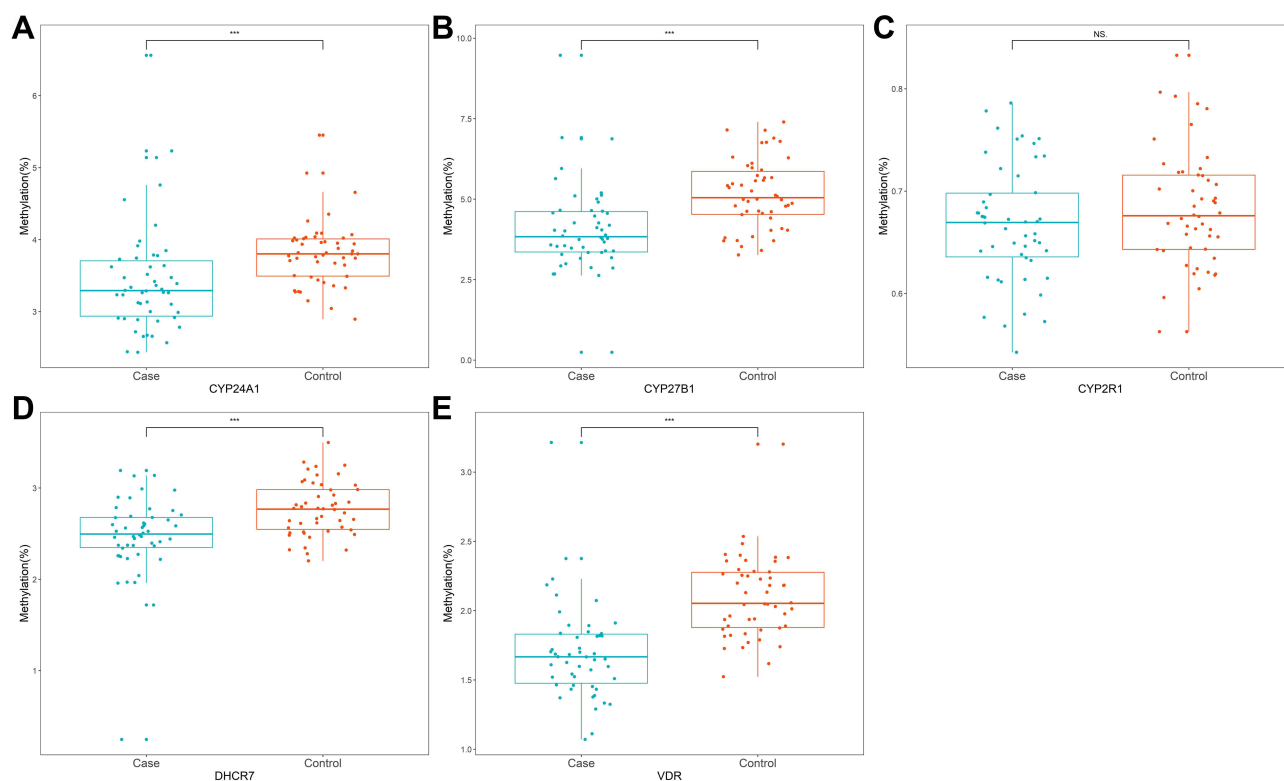 A
***
Methylation(%)
6
5
4
3
Case
Control
CYP24A1
B
***
Methylation(%)
10.0
7.5
5.0
2.5
0.0
Case
Control
CYP27B1
C
NS.
Methylation(%)
0.8
0.7
0.6
Case
Control
CYP2R1
D
***
Methylation(%)
3
2
1
Case
Control
DHCR7
E
***
Methylation(%)
3.0
2.5
2.0
1.5
1.0
Case
Control
VDR